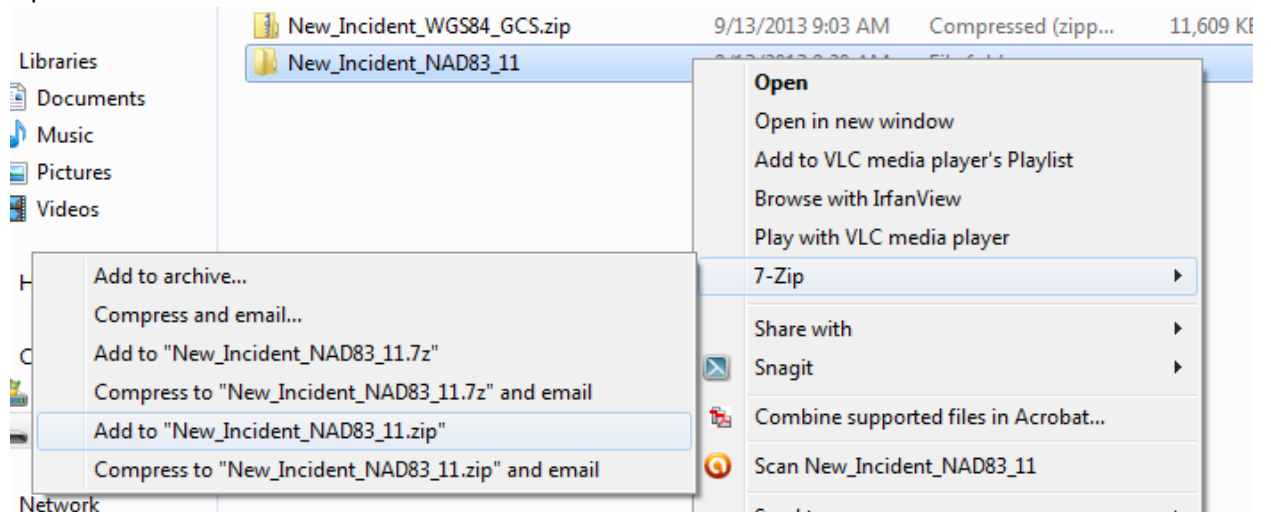 New_Incident_WGS84_GCS.zip 9/13/2013 9:03 AM Compressed (zipp... 11,609 KB
Libraries
New_Incident_NAD83_11
Documents
Music
Pictures
Videos
Open
Open in new window
Add to VLC media player's Playlist
Browse with IrfanView
Play with VLC media player
7-Zip
Share with
Snagit
Combine supported files in Acrobat...
Scan New_Incident_NAD83_11
Add to archive...
Compress and email...
Add to "New_Incident_NAD83_11.7z"
Compress to "New_Incident_NAD83_11.7z" and email
Add to "New_Incident_NAD83_11.zip"
Compress to "New_Incident_NAD83_11.zip" and email
Network